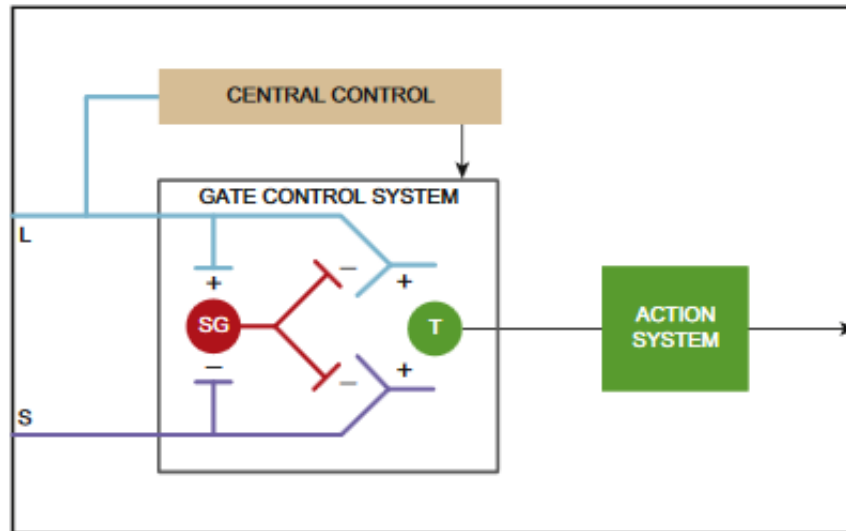 CENTRAL CONTROL
GATE CONTROL SYSTEM
L
+
–
+
SG
T
ACTION
SYSTEM
–
–
+
S